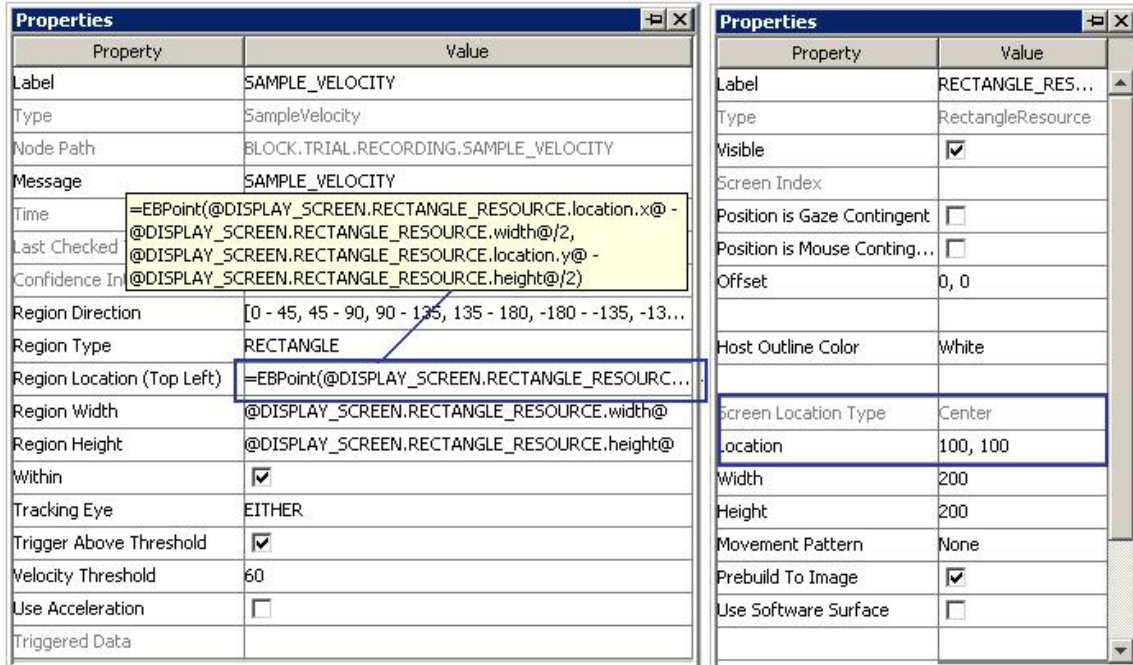 Properties
Property Value
Label SAMPLE_VELOCITY
Type SampleVelocity
Node Path BLOCK.TRIAL.RECORDING.SAMPLE_VELOCITY
Message SAMPLE_VELOCITY
Time
Last Checked
Confidence In
=EBPoint(@DISPLAY_SCREEN.RECTANGLE_RESOURCE.location.x@ -
@DISPLAY_SCREEN.RECTANGLE_RESOURCE.width@/2,
@DISPLAY_SCREEN.RECTANGLE_RESOURCE.location.y@ -
@DISPLAY_SCREEN.RECTANGLE_RESOURCE.height@/2)
Region Direction [0 - 45, 45 - 90, 90 - 135, 135 - 180, -180 - -135, -13...
Region Type RECTANGLE
Region Location (Top Left) =EBPoint(@DISPLAY_SCREEN.RECTANGLE_RESOURC...
Region Width @DISPLAY_SCREEN.RECTANGLE_RESOURCE.width@
Region Height @DISPLAY_SCREEN.RECTANGLE_RESOURCE.height@
Within
Tracking Eye EITHER
Trigger Above Threshold
Velocity Threshold 60
Use Acceleration
Triggered Data
Properties
Property Value
Label RECTANGLE_RES...
Type RectangleResource
Visible
Screen Index
Position is Gaze Contingent
Position is Mouse Conting...
Offset 0, 0
Host Outline Color White
Screen Location Type Center
Location 100, 100
Width 200
Height 200
Movement Pattern None
Prebuild To Image
Use Software Surface